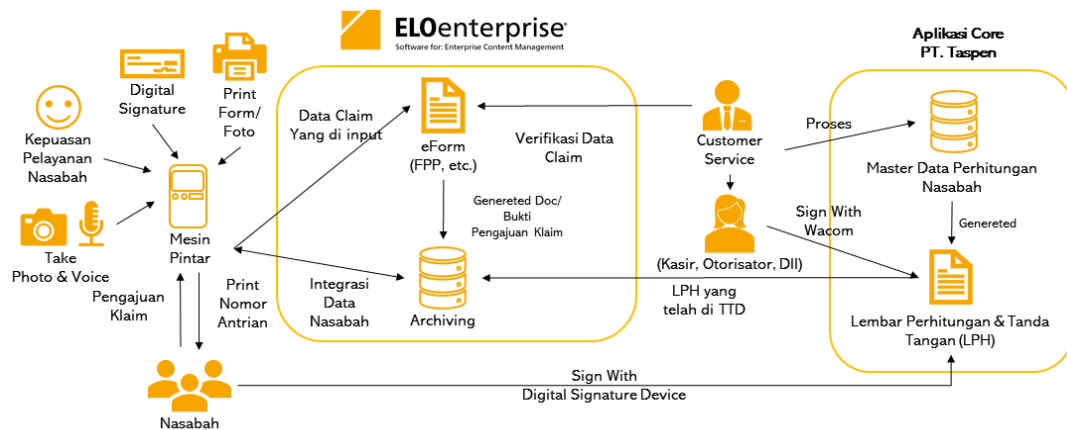 ELOenterprise®
Software for: Enterprise Content Management
Aplikasi Core
PT. Taspen
Digital
Signature
Print
Form/
Foto
Kepuasan
Pelayanan
Nasabah
Mesin
Pintar
Take
Photo & Voice
Pengajuan
Klaim
Print
Nomor
Antrian
Nasabah
Data Claim
Yang di input
eForm
(FPP, etc.)
Verifikasi Data
Claim
Genereted Doc/
Bukti
Pengajuan Klaim
Integrasi
Data
Nasabah
Archiving
Customer
Service
Proses
Master Data Perhitungan
Nasabah
Sign With
Wacom
Genereted
(Kasir, Otorisator, Dll)
LPH yang
telah di TTD
Lembar Perhitungan & Tanda
Tangan (LPH)
Sign With
Digital Signature Device